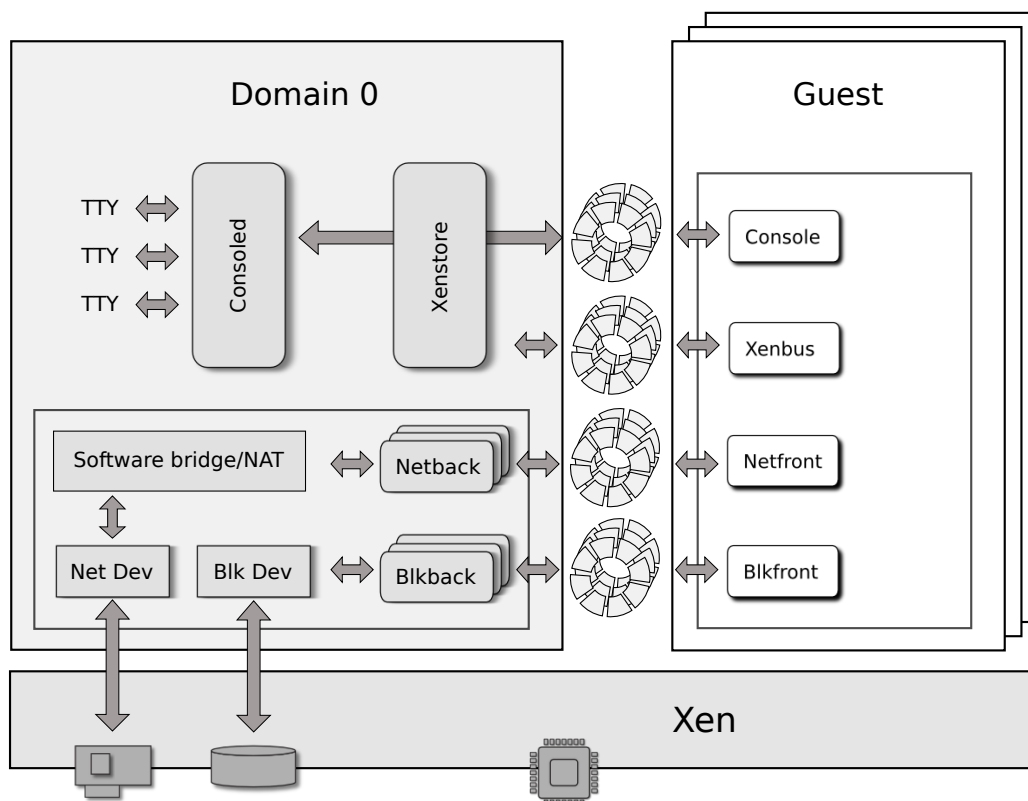 Domain 0
Guest
TTY
TTY
TTY
Consoled
Xenstore
Console
Xenbus
Software bridge/NAT
Netback
Netfront
Net Dev
Blk Dev
Blkback
Blkfront
Xen